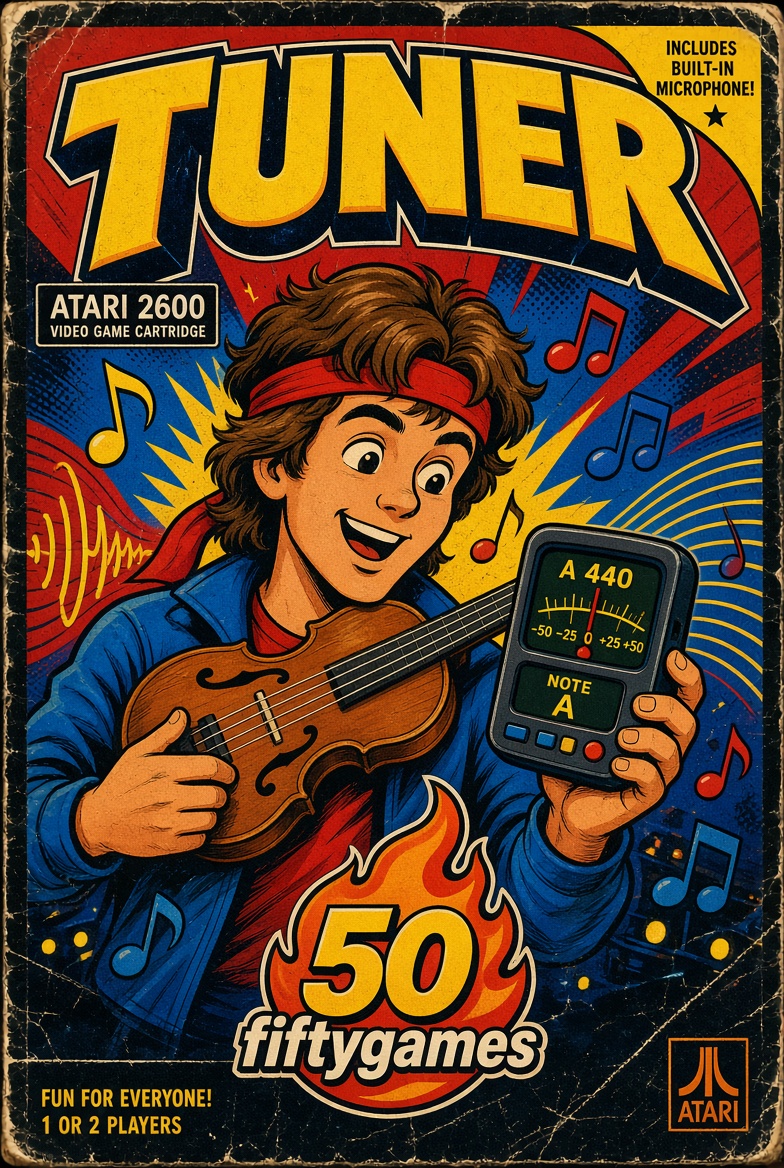 TUNER
INCLUDES
BUILT-IN
MICROPHONE!
ATARI 2600
VIDEO GAME CARTRIDGE
A 440
-50 -25 0 +25 +50
NOTE
A
50
fiftygames
FUN FOR EVERYONE!
1 OR 2 PLAYERS
ATARI